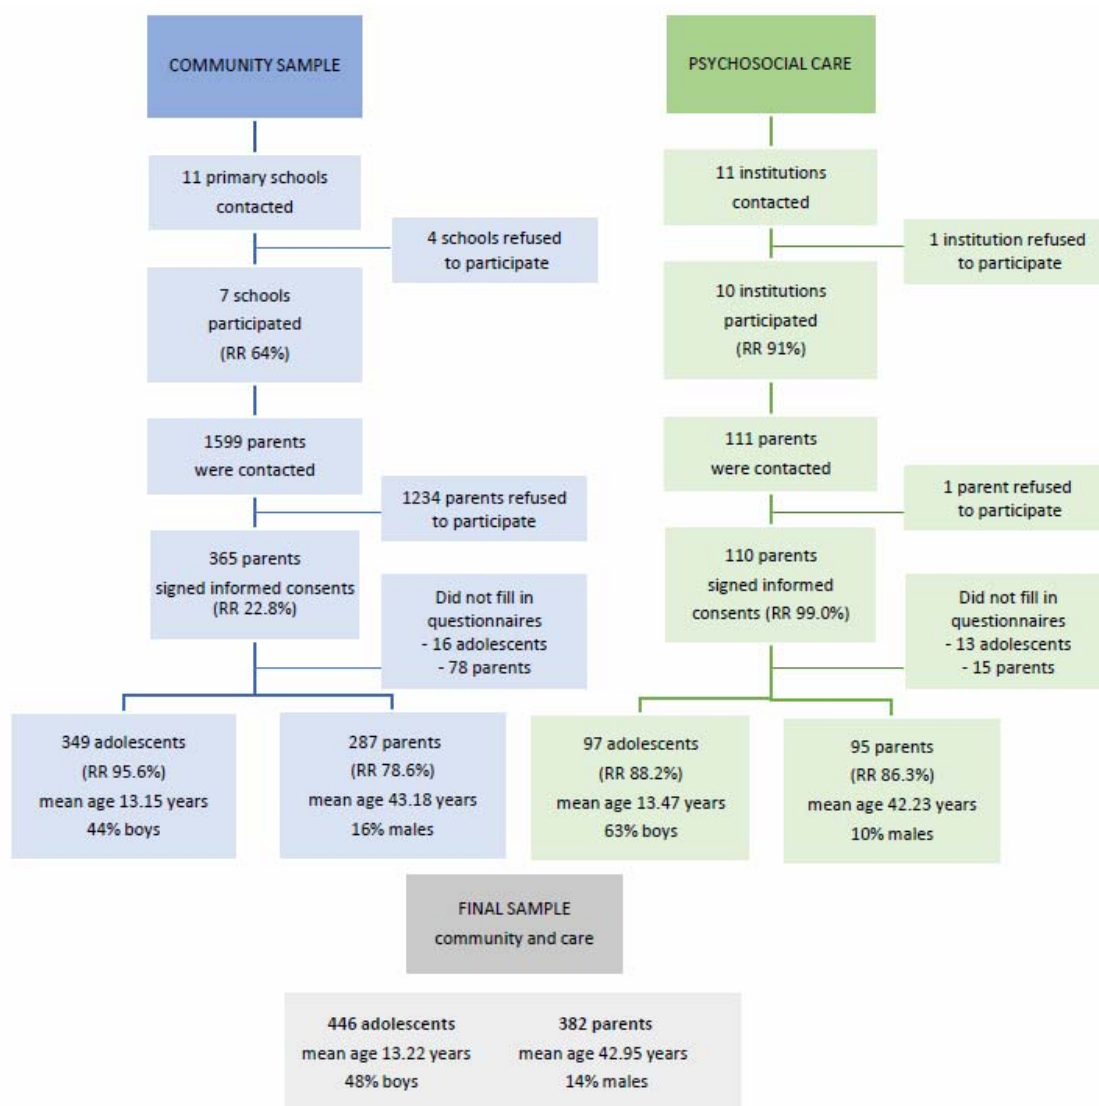 COMMUNITY SAMPLE
11 primary schools
contacted
4 schools refused
to participate
7 schools
participated
(RR 64%)
1599 parents
were contacted
1234 parents refused
to participate
365 parents
signed informed consents
(RR 22.8%)
Did not fill in
questionnaires
- 16 adolescents
- 78 parents
349 adolescents
(RR 95.6%)
mean age 13.15 years
44% boys
287 parents
(RR 78.6%)
mean age 43.18 years
16% males
PSYCHOSOCIAL CARE
11 institutions
contacted
1 institution refused
to participate
10 institutions
participated
(RR 91%)
111 parents
were contacted
1 parent refused
to participate
110 parents
signed informed
consents (RR 99.0%)
Did not fill in
questionnaires
- 13 adolescents
- 15 parents
97 adolescents
(RR 88.2%)
mean age 13.47 years
63% boys
95 parents
(RR 86.3%)
mean age 42.23 years
10% males
FINAL SAMPLE
community and care
446 adolescents
mean age 13.22 years
48% boys
382 parents
mean age 42.95 years
14% males